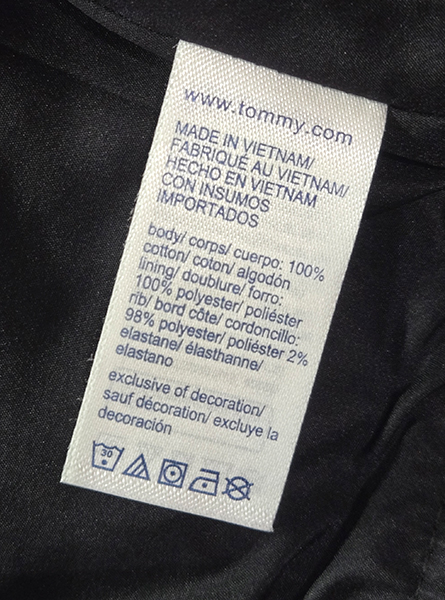 www.tommy.com
MADE IN VIETNAM/
FABRIQUÉ AU VIETNAM/
HECHO EN VIETNAM
CON INSUMOS
IMPORTADOS
body/ corps/ cuerpo: 100%
cotton/ coton/ algodón
lining/ doublure/ forro:
100% polyester/ poliéster
rib/ bord côte/ cordoncillo:
98% polyester/ poliéster 2%
elastane/ élasthanne/
elastano
exclusive of decoration/
sauf décoration/ excluye la
decoración
30